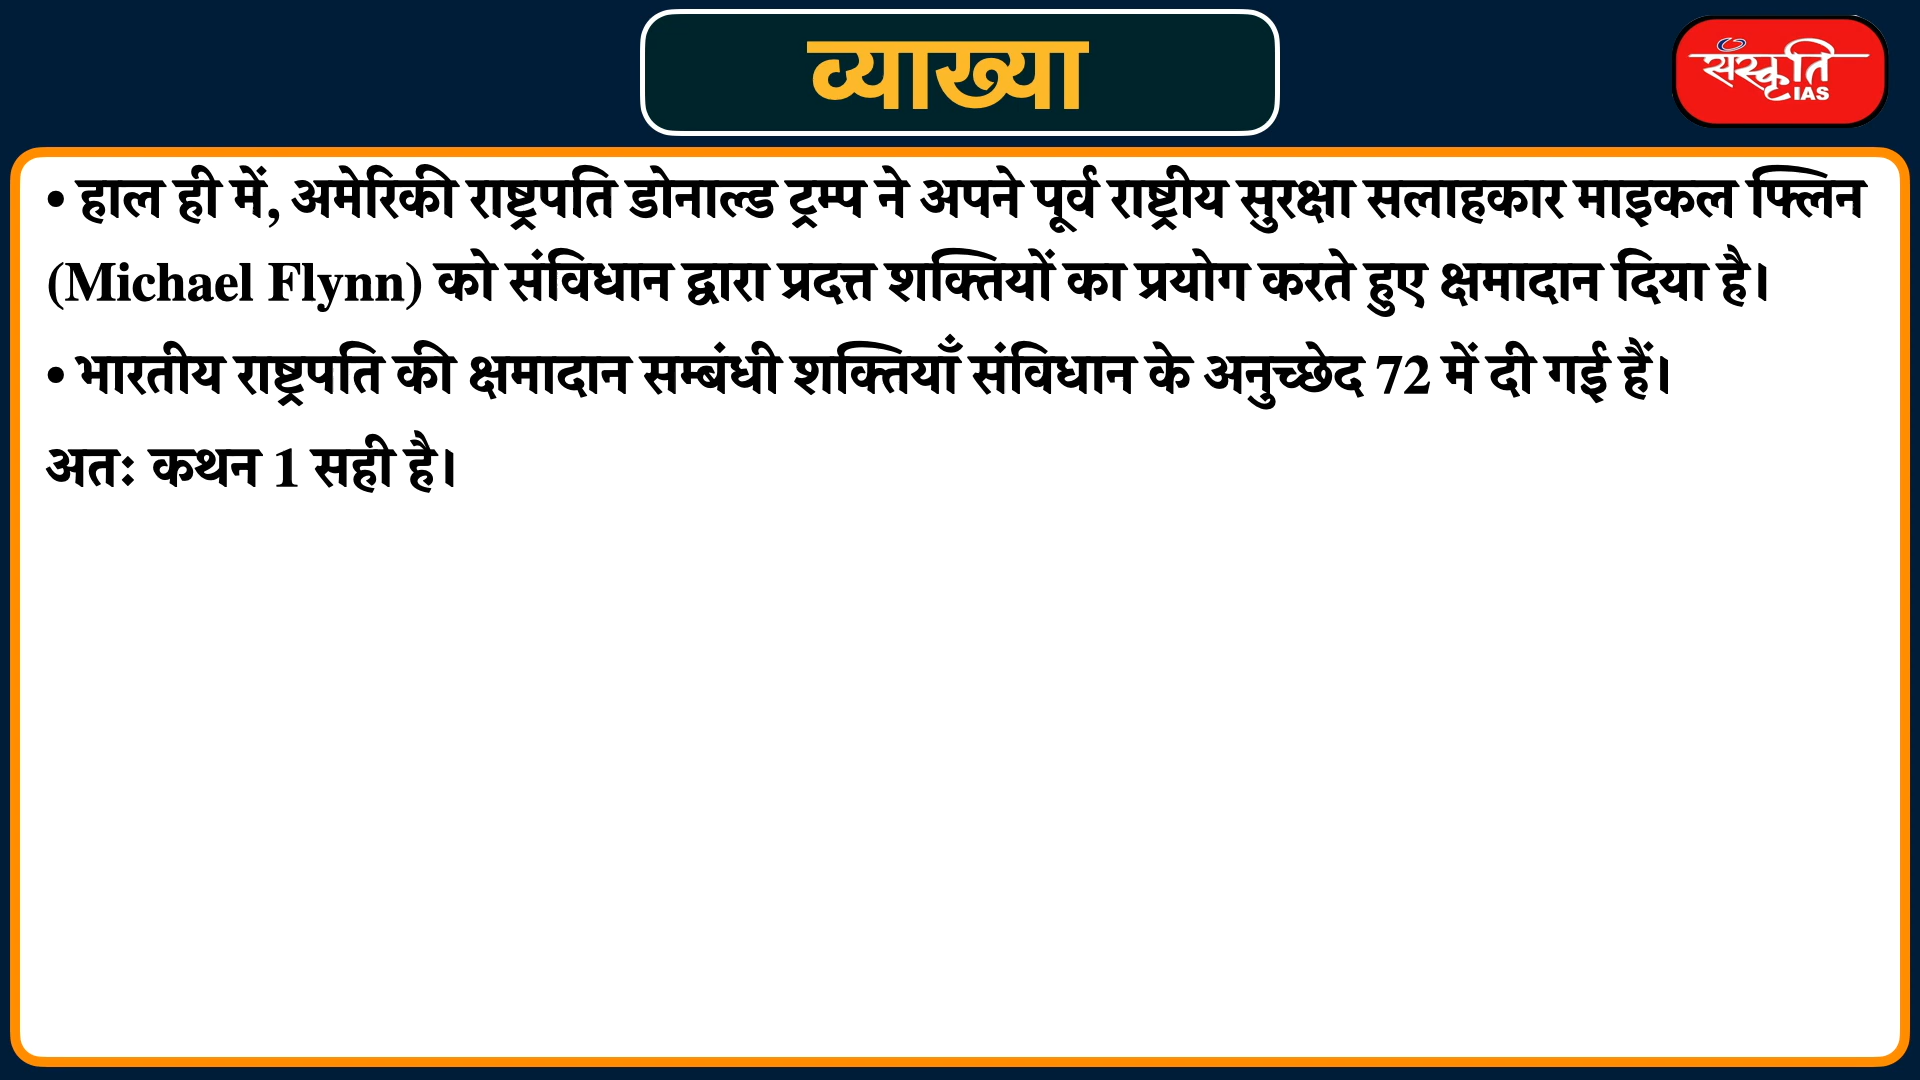 व्याख्या
संस्कृति
IAS
• हाल ही में, अमेरिकी राष्ट्रपति डोनाल्ड ट्रम्प ने अपने पूर्व राष्ट्रीय सुरक्षा सलाहकार माइकल फ्लिन
(Michael Flynn) को संविधान द्वारा प्रदत्त शक्तियों का प्रयोग करते हुए क्षमादान दिया है।
• भारतीय राष्ट्रपति की क्षमादान सम्बंधी शक्तियाँ संविधान के अनुच्छेद 72 में दी गई हैं।
अतः कथन 1 सही है।